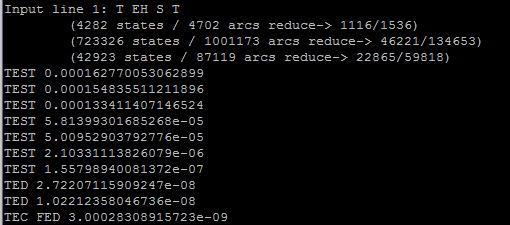 Input line 1: T EH S T
(4282 states / 4702 arcs reduce-> 1116/1536)
(723326 states / 1001173 arcs reduce-> 46221/134653)
(42923 states / 87119 arcs reduce-> 22865/59818)
TEST 0.000162770053062899
TEST 0.000154835511211896
TEST 0.000133411407146524
TEST 5.81399301685268e-05
TEST 5.00952903792776e-05
TEST 2.10331113826079e-06
TEST 1.55798940081372e-07
TED 2.72207115909247e-08
TED 1.02212358046736e-08
TEC FED 3.00028308915723e-09